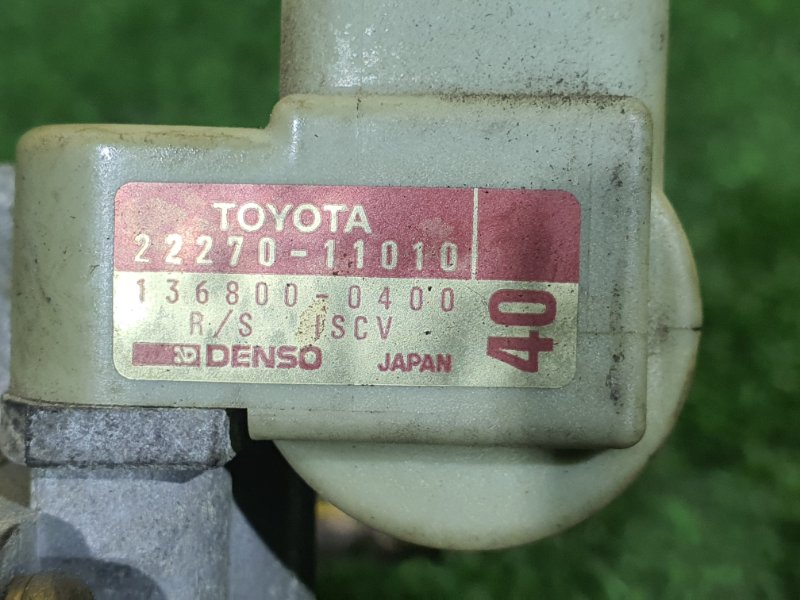 TOYOTA
22270-11010
136800-0400
R/S ISCV
DENSO JAPAN
40